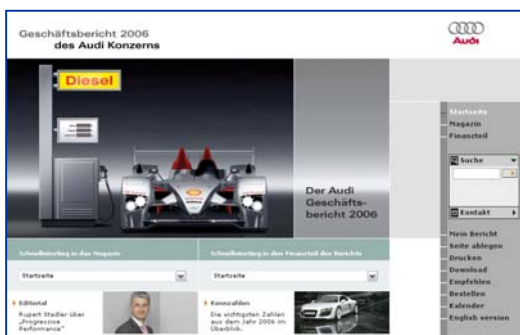 Geschäftsbericht 2006
des Audi Konzerns
Audi
Diesel
Der Audi
Geschäfts-
bericht 2006
Startseite
Magazin
Finanzteil
Suche
Kontakt
Mein Bericht
Seite ablegen
Drucken
Download
Empfehlen
Bestellen
Kalender
English version
Schnelleinstieg in das Magazin
Startseite
Schnelleinstieg in den Finanzteil des Berichts
Startseite
Editorial
Rupert Stadler über
„Progressive
Performance“
Kennzahlen
Die wichtigsten Zahlen
aus dem Jahr 2006 im
Überblick.